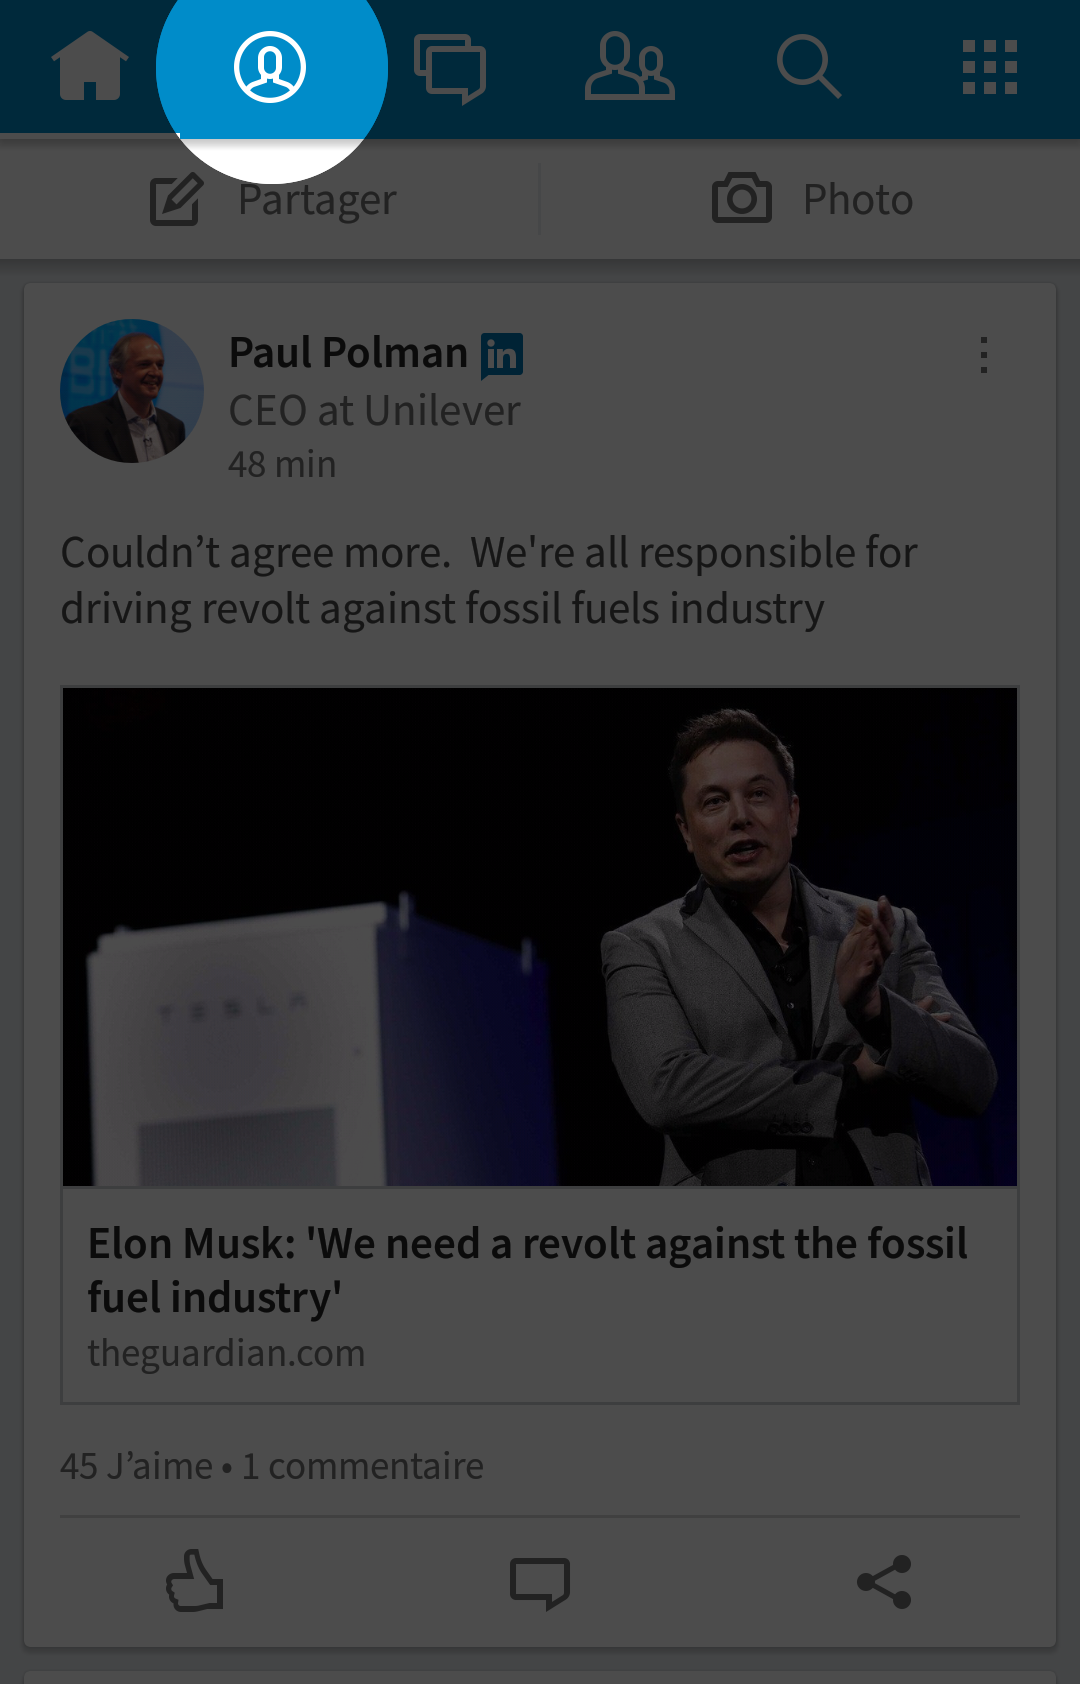 Partager
Photo
Paul Polman in
CEO at Unilever
48 min
Couldn’t agree more.  We're all responsible for
driving revolt against fossil fuels industry
TESLA
Elon Musk: 'We need a revolt against the fossil
fuel industry'
theguardian.com
45 J’aime • 1 commentaire